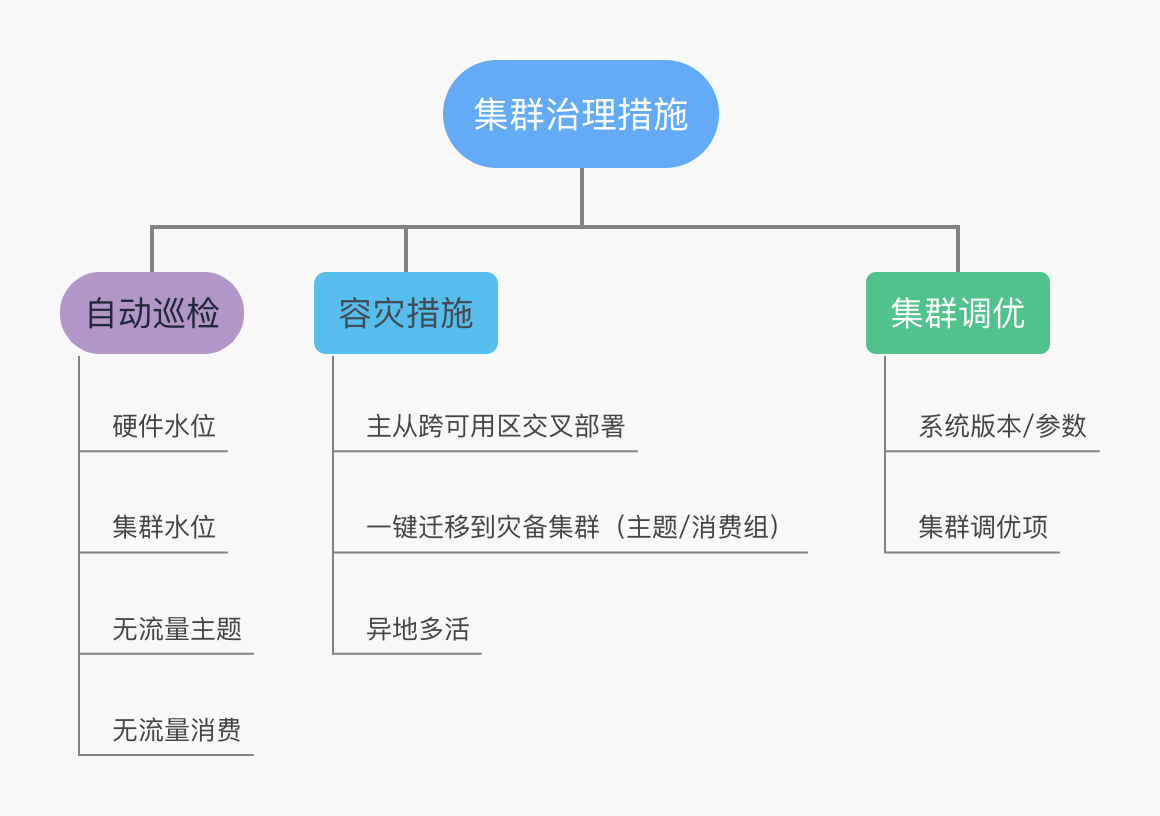 集群治理措施
自动巡检
容灾措施
集群调优
硬件水位
主从跨可用区交叉部署
系统版本/参数
集群水位
一键迁移到灾备集群（主题/消费组）
集群调优项
无流量主题
异地多活
无流量消费